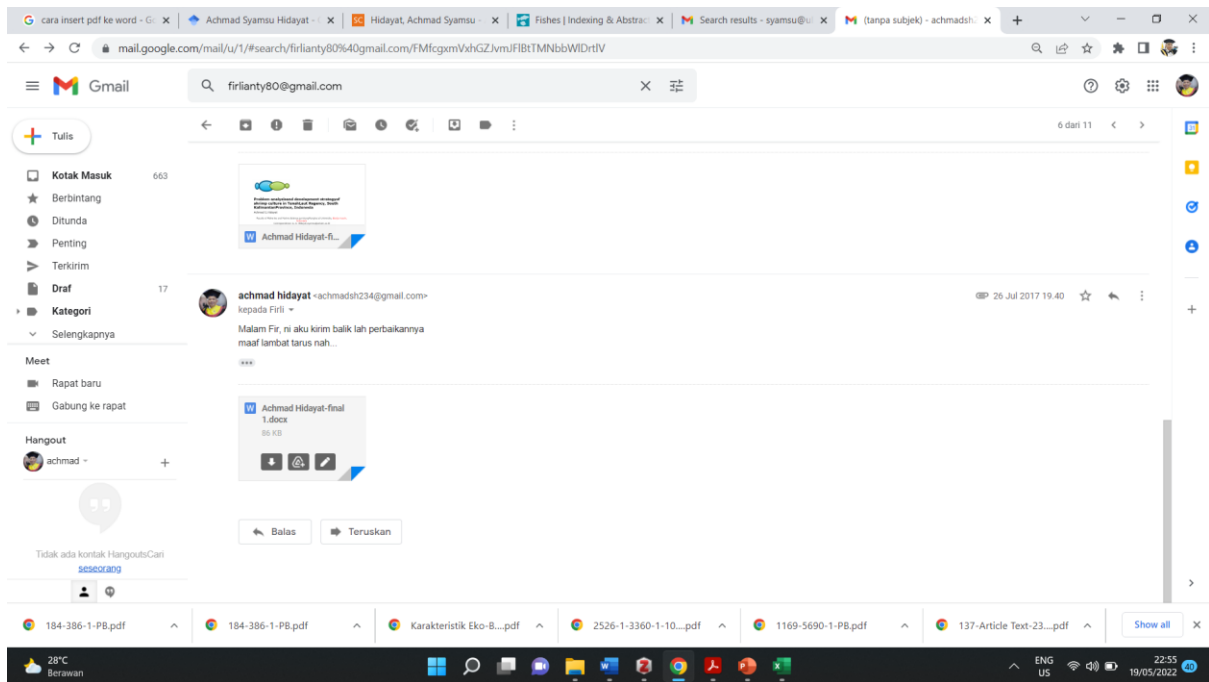 cara insert pdf ke word - Go
Achmad Syamsu Hidayat - 
Hidayat, Achmad Syamsu -
Fishes | Indexing & Abstrac
Search results - syamsu@ul
(tanpa subjek) - achmadsh2
mail.google.com/mail/u/1/#search/firlianty80%40gmail.com/FMfcgxmVxhGZJvmJFlBtTMNbbWlDrtlV
Gmail
firlianty80@gmail.com
Tulis
6 dari 11
Kotak Masuk 663
Berbintang
Ditunda
Penting
Terkirim
Draf 17
Kategori
Selengkapnya
Meet
Rapat baru
Gabung ke rapat
Hangout
achmad
Tidak ada kontak HangoutsCari
seseorang
W Achmad Hidayat-fi...
achmad hidayat <achmadsh234@gmail.com>
26 Jul 2017 19.40
kepada Firli
Malam Fir, ni aku kirim balik lah perbaikannya
maaf lambat tarus nah...
W Achmad Hidayat-final
1.docx
86 KB
Balas
Teruskan
184-386-1-PB.pdf
184-386-1-PB.pdf
Karakteristik Eko-B....pdf
2526-1-3360-1-10....pdf
1169-5690-1-PB.pdf
137-Article Text-23....pdf
Show all
28°C
Berawan
ENG
US
22:55
19/05/2022
40